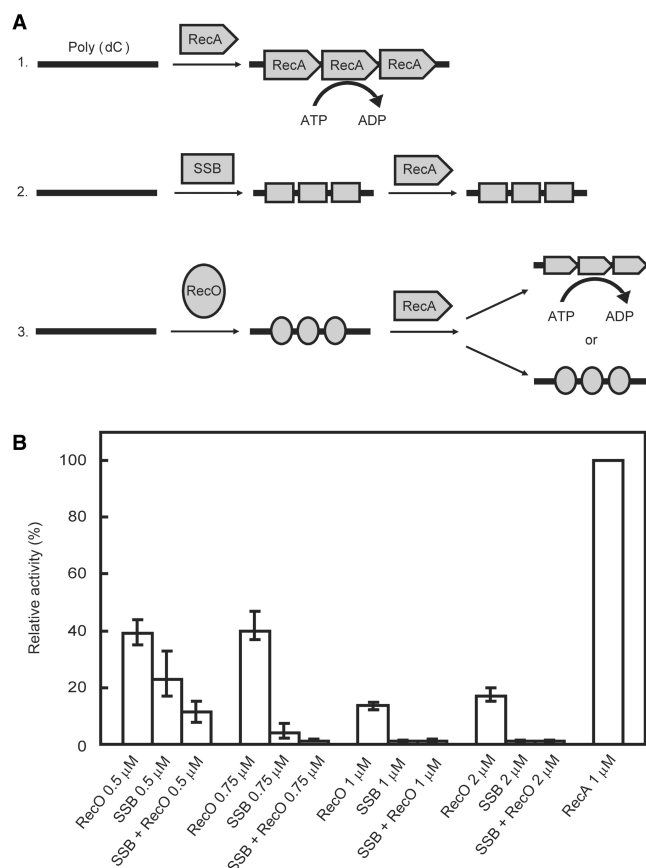 A
1.
Poly (dC)
RecA
RecA RecA RecA
ATP ADP
2.
SSB
RecA
3.
RecO
RecA
ATP ADP
or
B
Relative activity (%)
100
80
60
40
20
0
RecO 0.5 μM
SSB 0.5 μM
SSB + RecO 0.5 μM
RecO 0.75 μM
SSB 0.75 μM
SSB + RecO 0.75 μM
RecO 1 μM
SSB 1 μM
SSB + RecO 1 μM
RecO 2 μM
SSB 2 μM
SSB + RecO 2 μM
RecA 1 μM